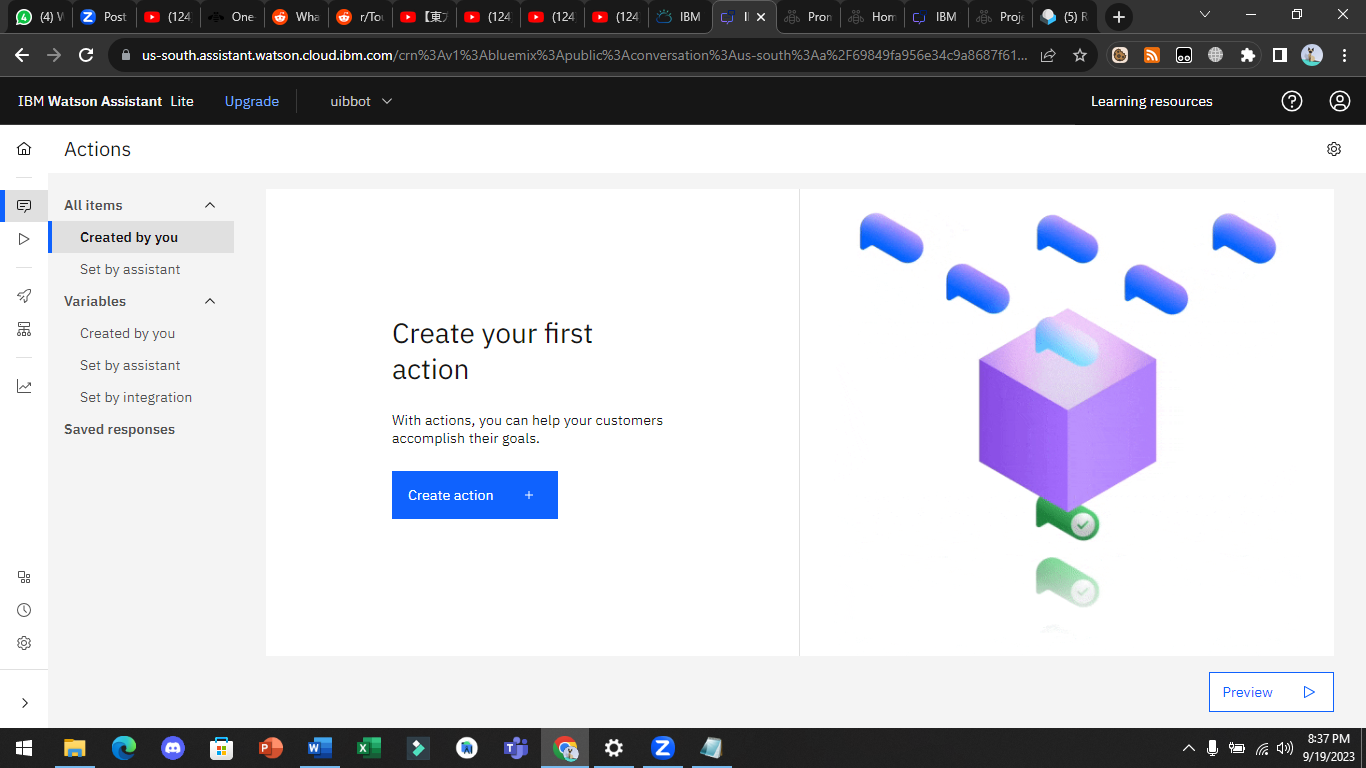 (4) W
Post
(124
One
Wha
r/Tou
(124
(124
(124
IBM
Pron
Hom
IBM
Proje
(5) R
us-south.assistant.watson.cloud.ibm.com/crn%3Av1%3Abluemix%3Apublic%3Aconversation%3Aus-south%3Aa%2F69849fa956e34c9a8687f61...
IBM Watson Assistant Lite
Upgrade
uibbot
Learning resources
Actions
All items
Created by you
Set by assistant
Variables
Created by you
Set by assistant
Set by integration
Saved responses
Create your first
action
With actions, you can help your customers
accomplish their goals.
Create action +
Preview
8:37 PM
9/19/2023